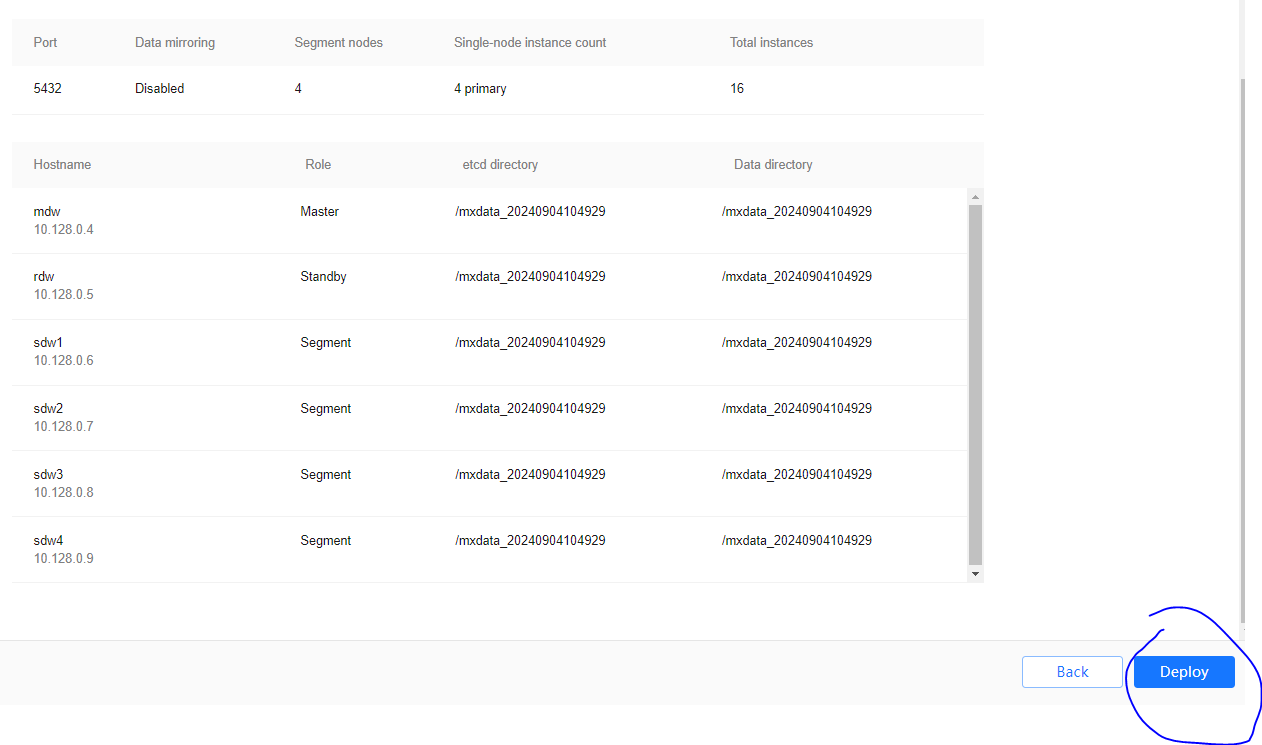 Port Data mirroring Segment nodes Single-node instance count Total instances
5432 Disabled 4 4 primary 16
Hostname Role etcd directory Data directory
mdw Master /mxdata_20240904104929 /mxdata_20240904104929
10.128.0.4
rdw Standby /mxdata_20240904104929 /mxdata_20240904104929
10.128.0.5
sdw1 Segment /mxdata_20240904104929 /mxdata_20240904104929
10.128.0.6
sdw2 Segment /mxdata_20240904104929 /mxdata_20240904104929
10.128.0.7
sdw3 Segment /mxdata_20240904104929 /mxdata_20240904104929
10.128.0.8
sdw4 Segment /mxdata_20240904104929 /mxdata_20240904104929
10.128.0.9
Back Deploy